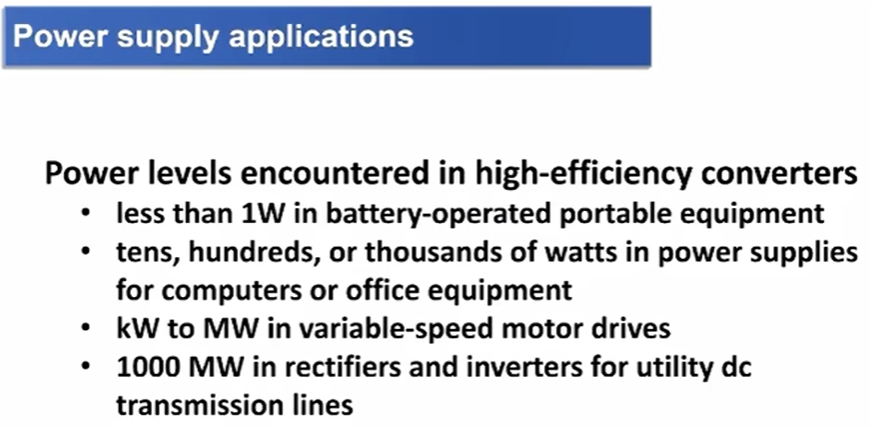 Power supply applications
Power levels encountered in high-efficiency converters
• less than 1W in battery-operated portable equipment
• tens, hundreds, or thousands of watts in power supplies
for computers or office equipment
• kW to MW in variable-speed motor drives
• 1000 MW in rectifiers and inverters for utility dc
transmission lines